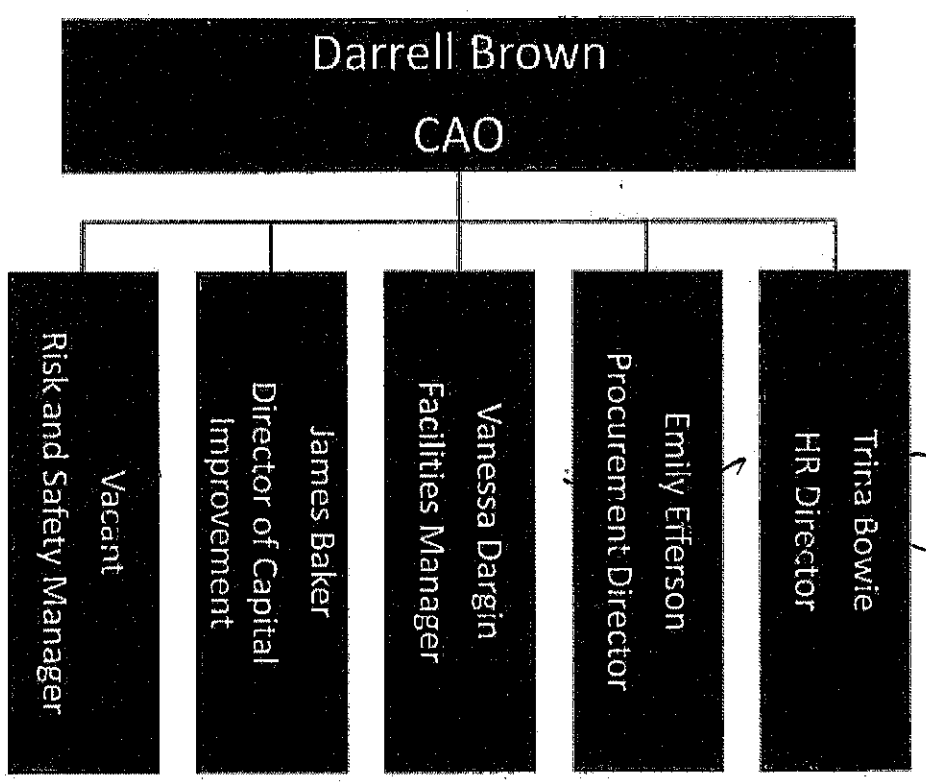 Darrell Brown
CAO
Vacant
Risk and Safety Manager
James Baker
Director of Capital
Improvement
Vanessa Dargin
Facilities Manager
Emily Efferson
Procurement Director
Trina Bowie
HR Director